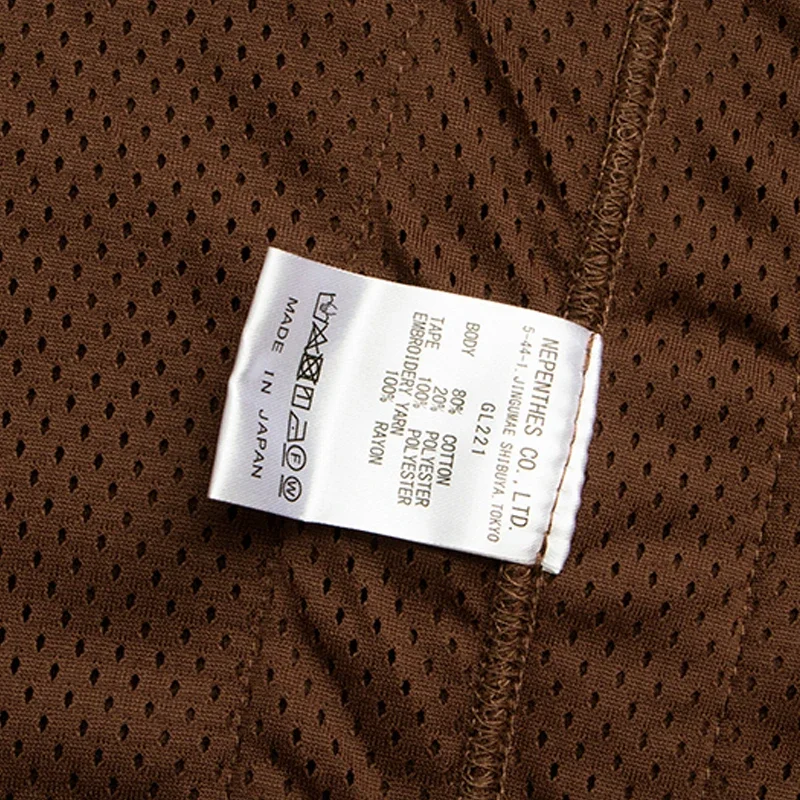 NEPENTHES CO., LTD.
5-44-1, JINGUMAE SHIBUYA, TOKYO
GL221
BODY 80% COTTON
20% POLYESTER
TAPE 100% POLYESTER
EMBROIDERY YARN
100% RAYON
F W
MADE IN JAPAN